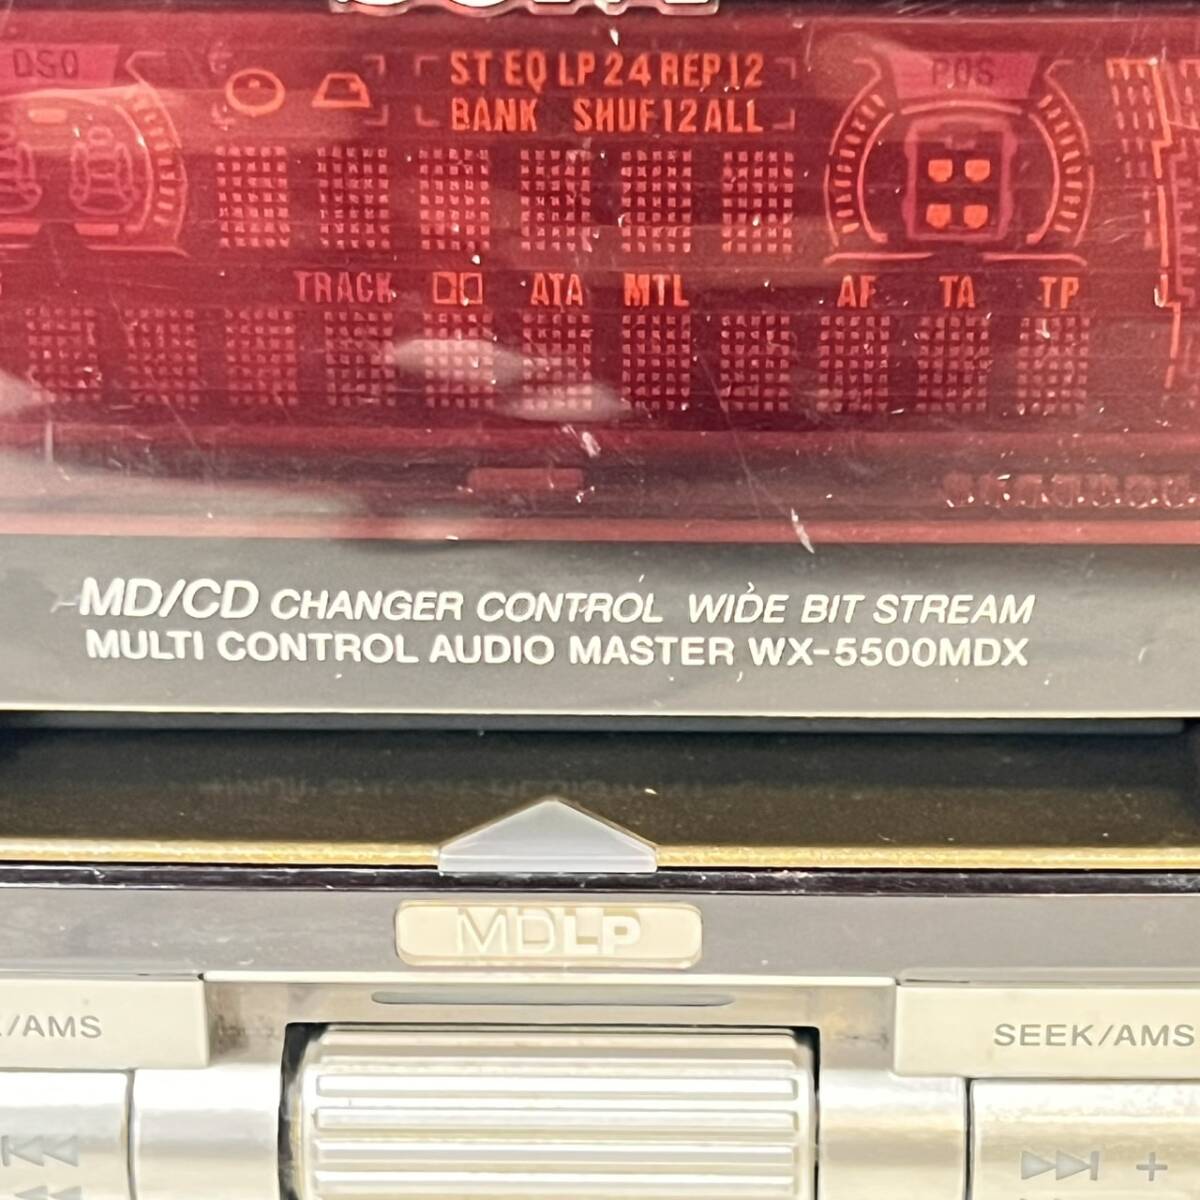 SONY
DSO
ST EQ LP 24 REP 12
BANK SHUF 12 ALL
POS
TRACK ATA MTL AF TA TP
MD/CD CHANGER CONTROL WIDE BIT STREAM
MULTI CONTROL AUDIO MASTER WX-5500MDX
MDLP
/AMS
SEEK/AMS
+